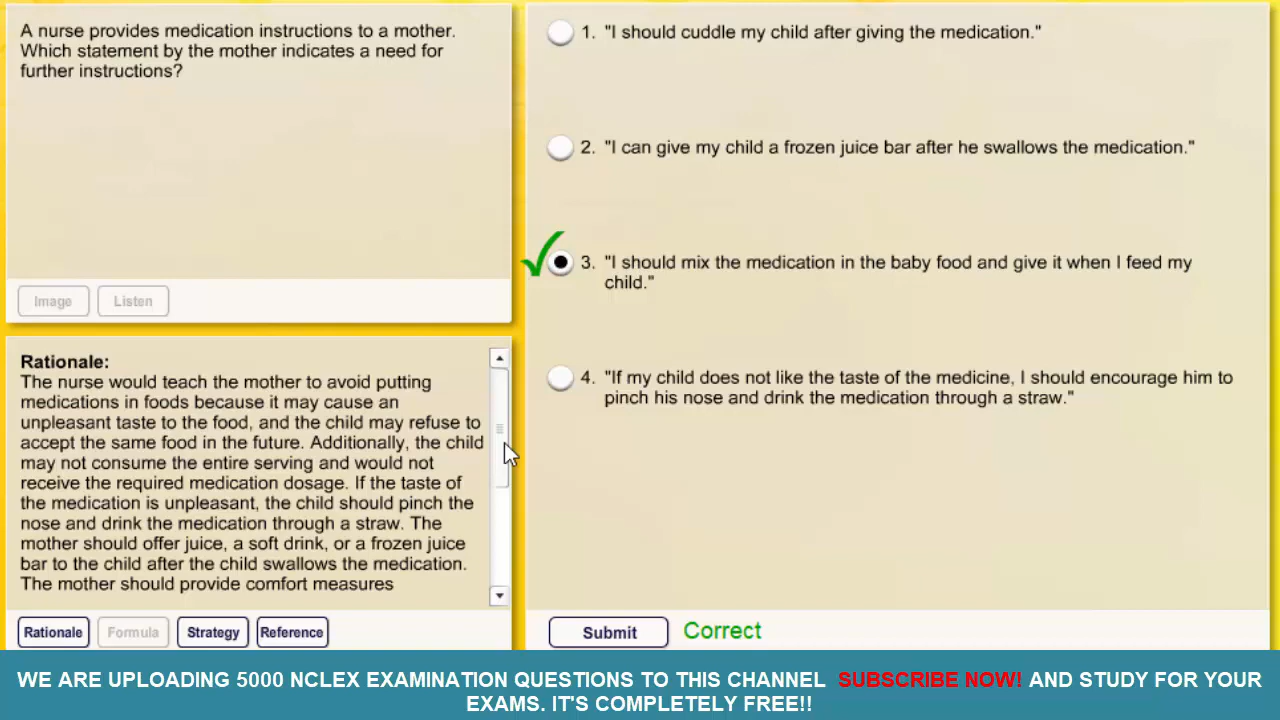 A nurse provides medication instructions to a mother.
Which statement by the mother indicates a need for
further instructions?
Image Listen
Rationale:
The nurse would teach the mother to avoid putting
medications in foods because it may cause an
unpleasant taste to the food, and the child may refuse to
accept the same food in the future. Additionally, the child
may not consume the entire serving and would not
receive the required medication dosage. If the taste of
the medication is unpleasant, the child should pinch the
nose and drink the medication through a straw. The
mother should offer juice, a soft drink, or a frozen juice
bar to the child after the child swallows the medication.
The mother should provide comfort measures
Rationale Formula Strategy Reference
1. "I should cuddle my child after giving the medication."
2. "I can give my child a frozen juice bar after he swallows the medication."
3. "I should mix the medication in the baby food and give it when I feed my
child."
4. "If my child does not like the taste of the medicine, I should encourage him to
pinch his nose and drink the medication through a straw."
Submit Correct
WE ARE UPLOADING 5000 NCLEX EXAMINATION QUESTIONS TO THIS CHANNEL SUBSCRIBE NOW! AND STUDY FOR YOUR
EXAMS. IT'S COMPLETELY FREE!!